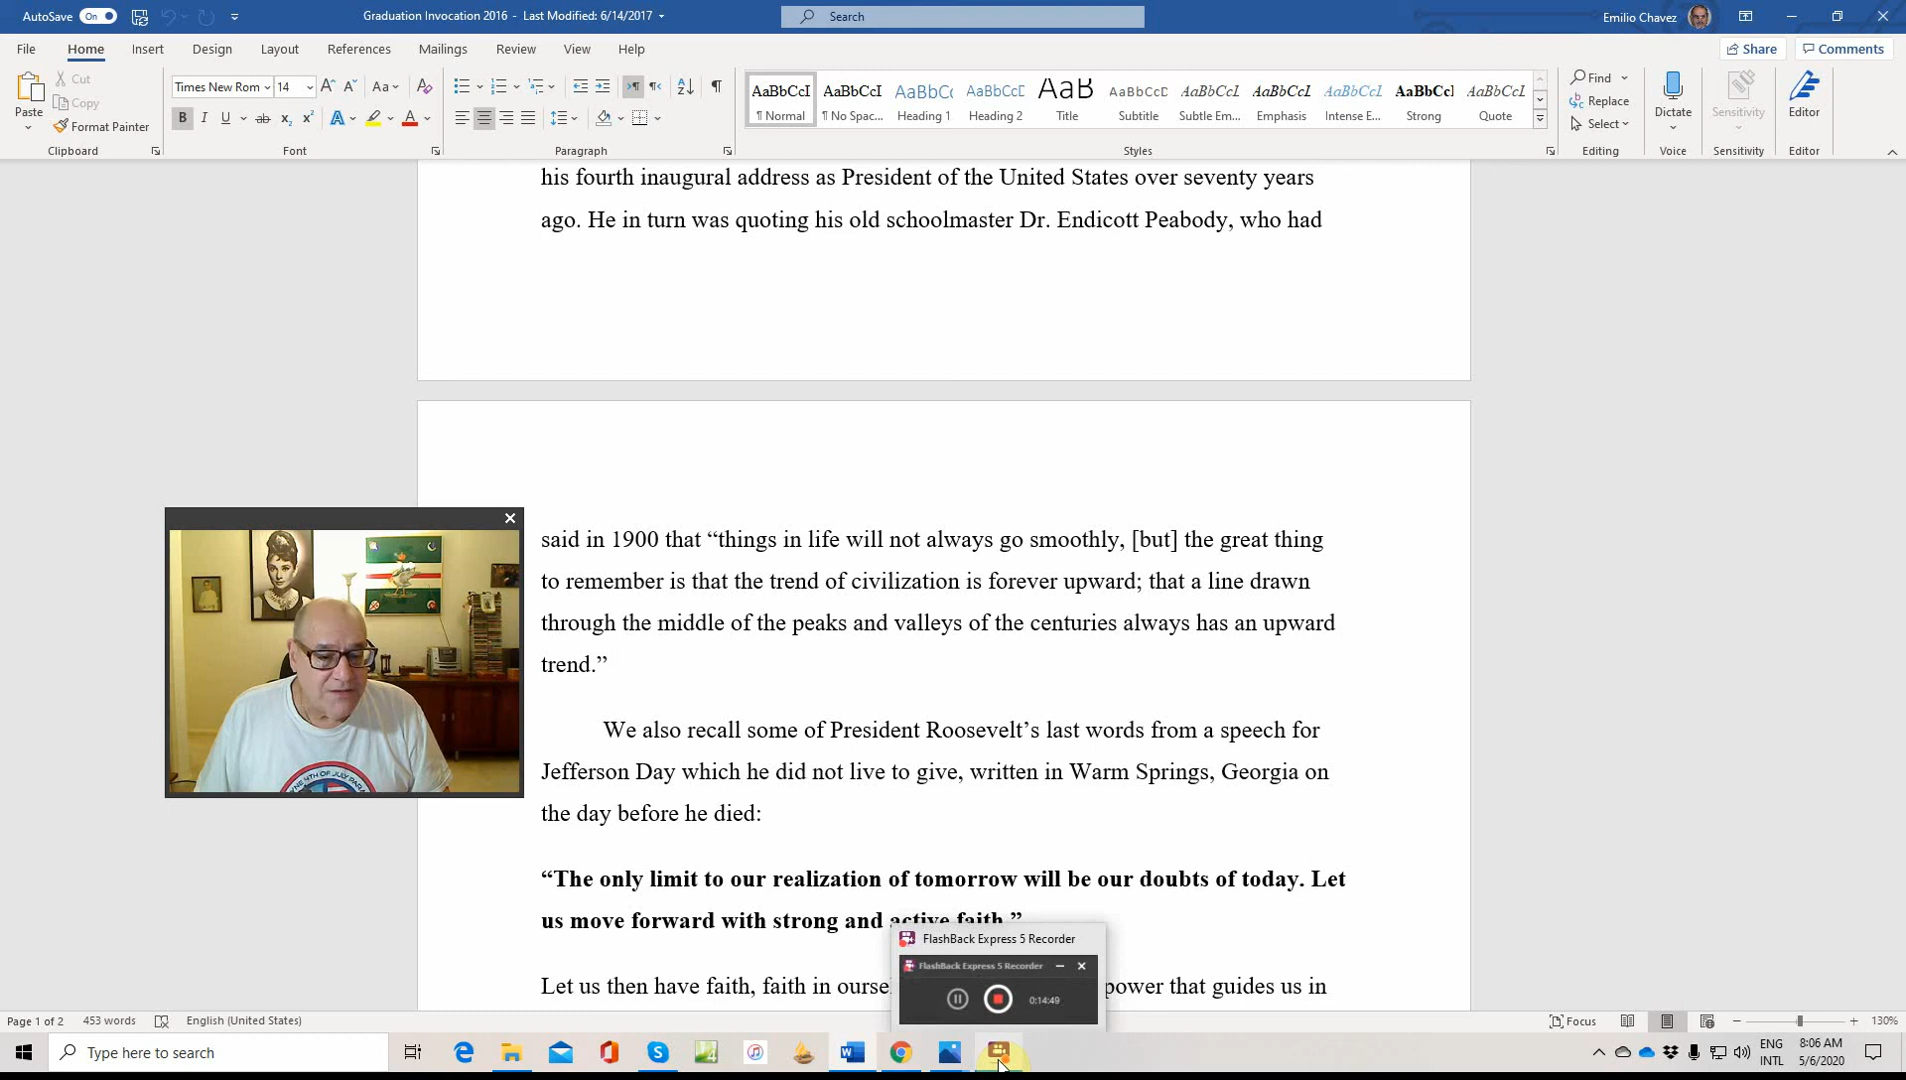 AutoSave On
Graduation Invocation 2016 - Last Modified: 6/14/2017
Search
Emilio Chavez
File Home Insert Design Layout References Mailings Review View Help
Share Comments
Paste
Cut
Copy
Format Painter
Times New Rom 14
AaBbCcI AaBbCcI AaBbCc AaBbCcD AaB AaBbCcD AaBbCcL AaBbCcL AaBbCcL AaBbCcI AaBbCcL
¶ Normal ¶ No Spac... Heading 1 Heading 2 Title Subtitle Subtle Em... Emphasis Intense E... Strong Quote
Find
Replace
Select
Dictate
Sensitivity
Editor
Clipboard Font Paragraph Styles Editing Voice Sensitivity Editor
his fourth inaugural address as President of the United States over seventy years
ago. He in turn was quoting his old schoolmaster Dr. Endicott Peabody, who had
said in 1900 that “things in life will not always go smoothly, [but] the great thing
to remember is that the trend of civilization is forever upward; that a line drawn
through the middle of the peaks and valleys of the centuries always has an upward
trend.”
We also recall some of President Roosevelt’s last words from a speech for
Jefferson Day which he did not live to give, written in Warm Springs, Georgia on
the day before he died:
“The only limit to our realization of tomorrow will be our doubts of today. Let
us move forward with strong and active faith.”
Let us then have faith, faith in ourse
power that guides us in
4TH OF JULY PARA
FlashBack Express 5 Recorder
FlashBack Express 5 Recorder
0:14:49
Page 1 of 2 453 words English (United States)
Focus
130%
Type here to search
ENG
INTL
8:06 AM
5/6/2020